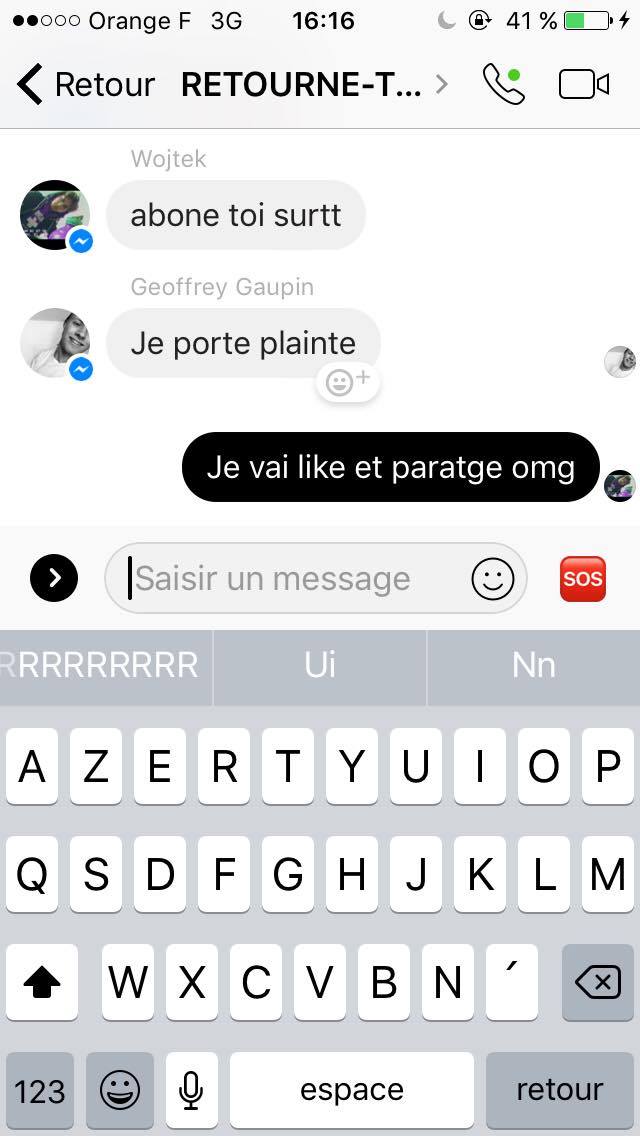 Orange F 3G 16:16 41 %
Retour RETOURNE-T...
Wojtek
abone toi surtt
Geoffrey Gaupin
Je porte plainte
Je vai like et paratge omg
Saisir un message
SOS
RRRRRRRRR Ui Nn
A Z E R T Y U I O P
Q S D F G H J K L M
W X C V B N ´
123 espace retour